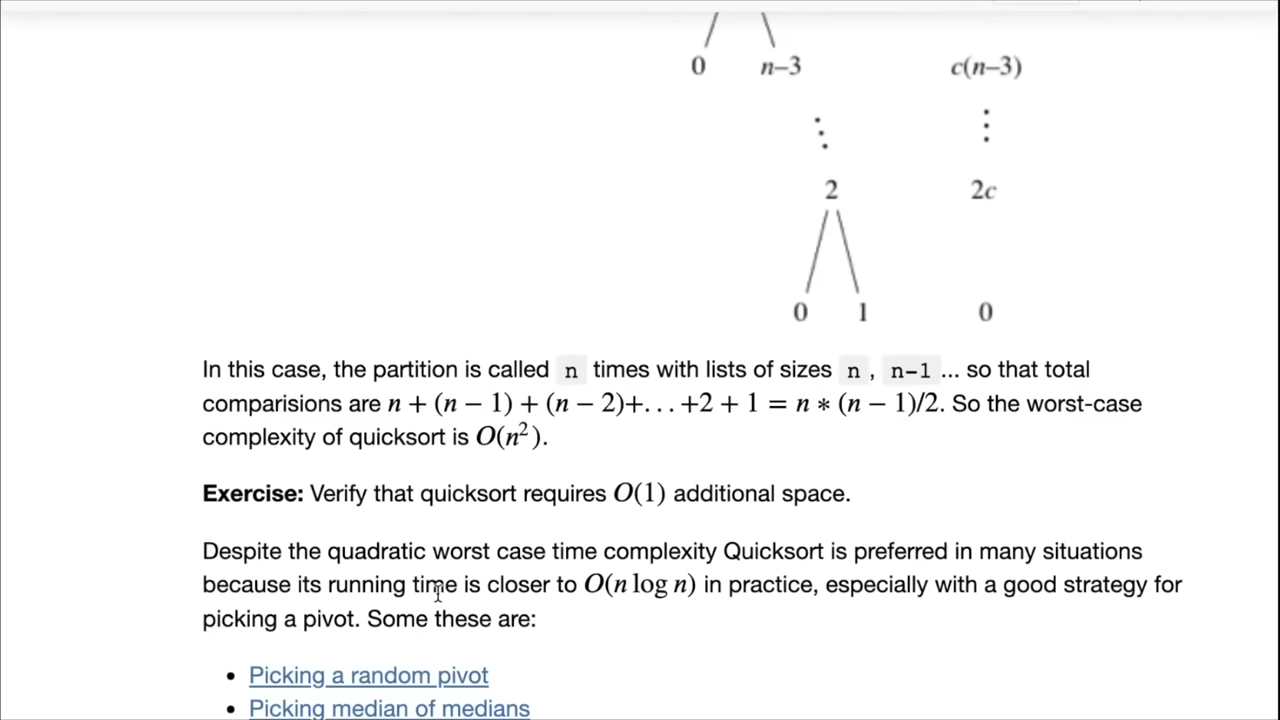 0 n–3 c(n–3)
⋱ ⋮
2 2c
0 1 0
In this case, the partition is called n times with lists of sizes n , n-1 ... so that total
comparisions are n + (n − 1) + (n − 2)+. . . +2 + 1 = n ∗ (n − 1)/2. So the worst-case
complexity of quicksort is O(n²).
Exercise: Verify that quicksort requires O(1) additional space.
Despite the quadratic worst case time complexity Quicksort is preferred in many situations
because its running time is closer to O(n log n) in practice, especially with a good strategy for
picking a pivot. Some these are:
• Picking a random pivot
• Picking median of medians